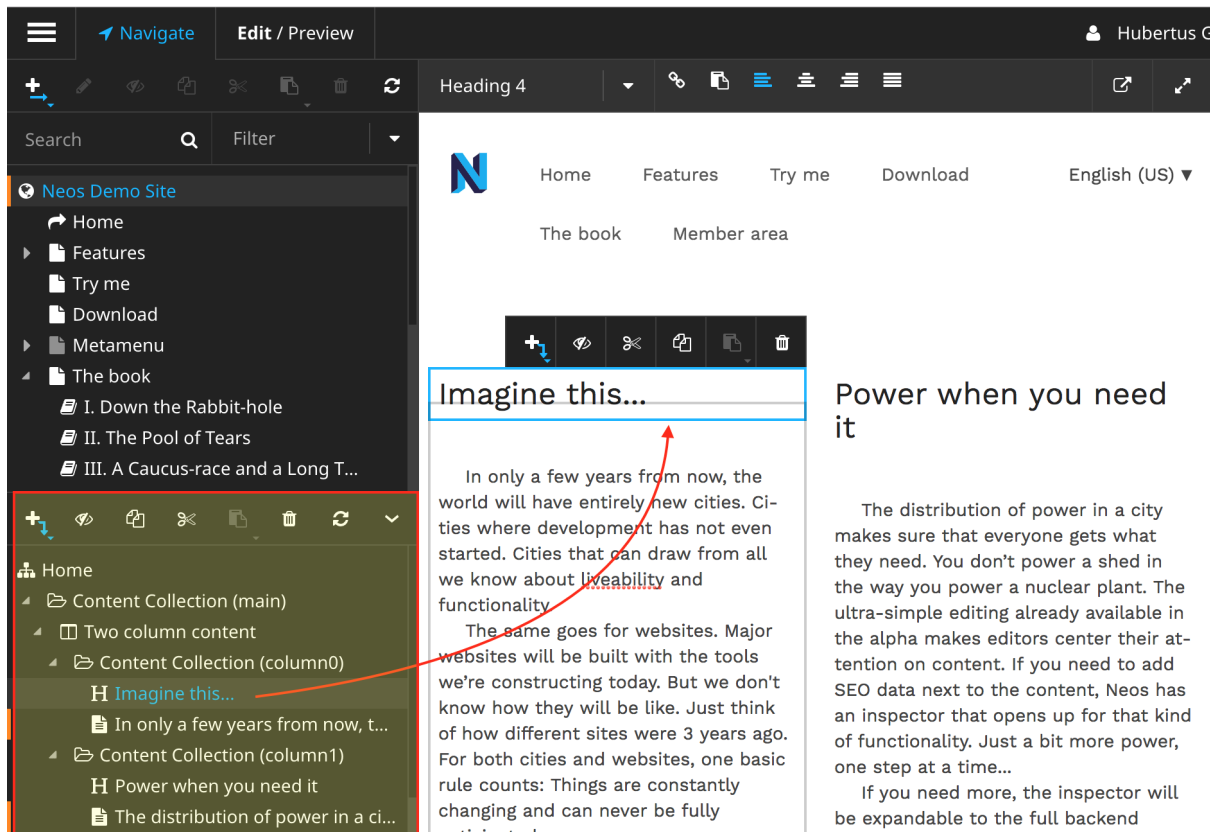 Navigate
Edit / Preview
Hubertus G
Heading 4
Search
Filter
Neos Demo Site
Home
Features
Try me
Download
Metamenu
The book
I. Down the Rabbit-hole
II. The Pool of Tears
III. A Caucus-race and a Long T...
Home
Content Collection (main)
Two column content
Content Collection (column0)
H Imagine this...
In only a few years from now, t...
Content Collection (column1)
H Power when you need it
The distribution of power in a ci...
N
Home Features Try me Download English (US) ▼
The book Member area
Imagine this...
In only a few years from now, the
world will have entirely new cities. Ci-
ties where development has not even
started. Cities that can draw from all
we know about liveability and
functionality
The same goes for websites. Major
websites will be built with the tools
we're constructing today. But we don't
know how they will be like. Just think
of how different sites were 3 years ago.
For both cities and websites, one basic
rule counts: Things are constantly
changing and can never be fully
Power when you need
it
The distribution of power in a city
makes sure that everyone gets what
they need. You don't power a shed in
the way you power a nuclear plant. The
ultra-simple editing already available in
the alpha makes editors center their at-
tention on content. If you need to add
SEO data next to the content, Neos has
an inspector that opens up for that kind
of functionality. Just a bit more power,
one step at a time...
If you need more, the inspector will
be expandable to the full backend